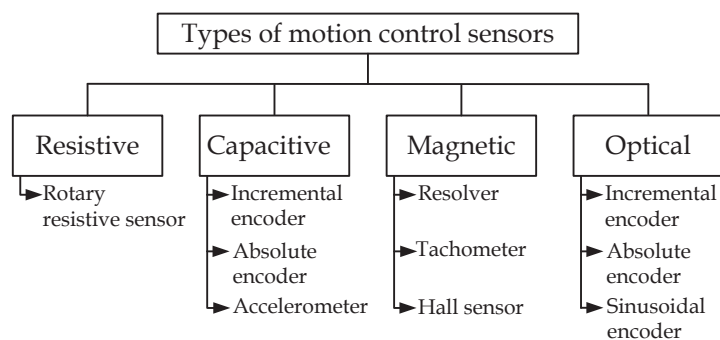 Types of motion control sensors
Resistive
Rotary
resistive sensor
Capacitive
Incremental
encoder
Absolute
encoder
Accelerometer
Magnetic
Resolver
Tachometer
Hall sensor
Optical
Incremental
encoder
Absolute
encoder
Sinusoidal
encoder